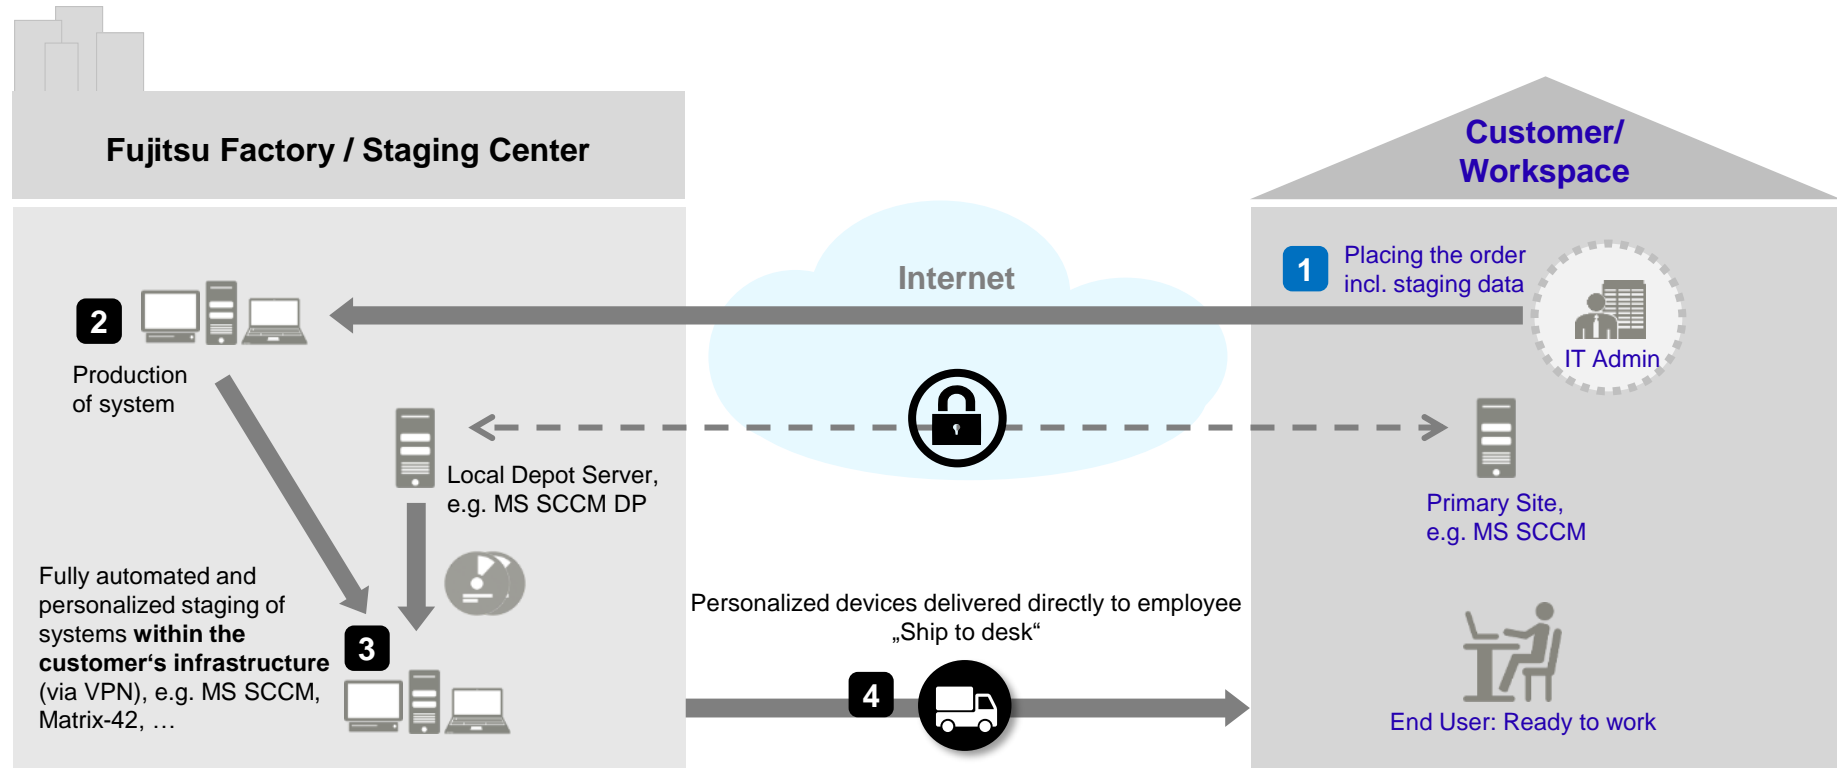 Fujitsu Factory / Staging Center
Customer/
Workspace
Internet
1
Placing the order
incl. staging data
IT Admin
2
Production
of system
Local Depot Server,
e.g. MS SCCM DP
Primary Site,
e.g. MS SCCM
Fully automated and
personalized staging of
systems within the
customer‘s infrastructure
(via VPN), e.g. MS SCCM,
Matrix-42, …
3
Personalized devices delivered directly to employee
„Ship to desk“
4
End User: Ready to work